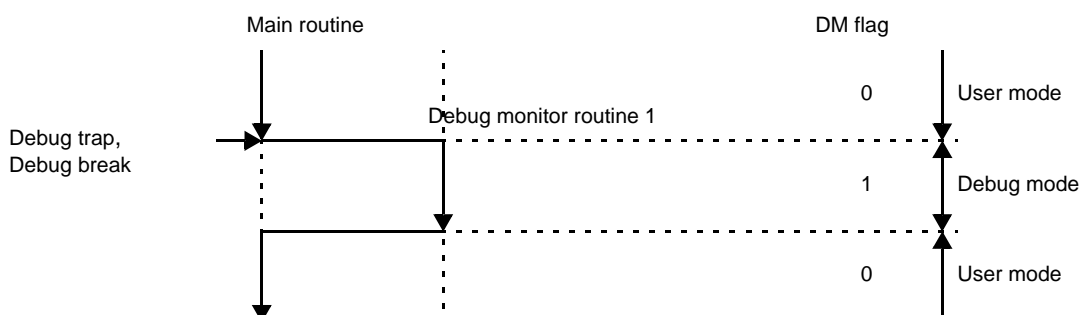 Main routine
DM flag
0
User mode
Debug monitor routine 1
Debug trap,
Debug break
1
Debug mode
0
User mode